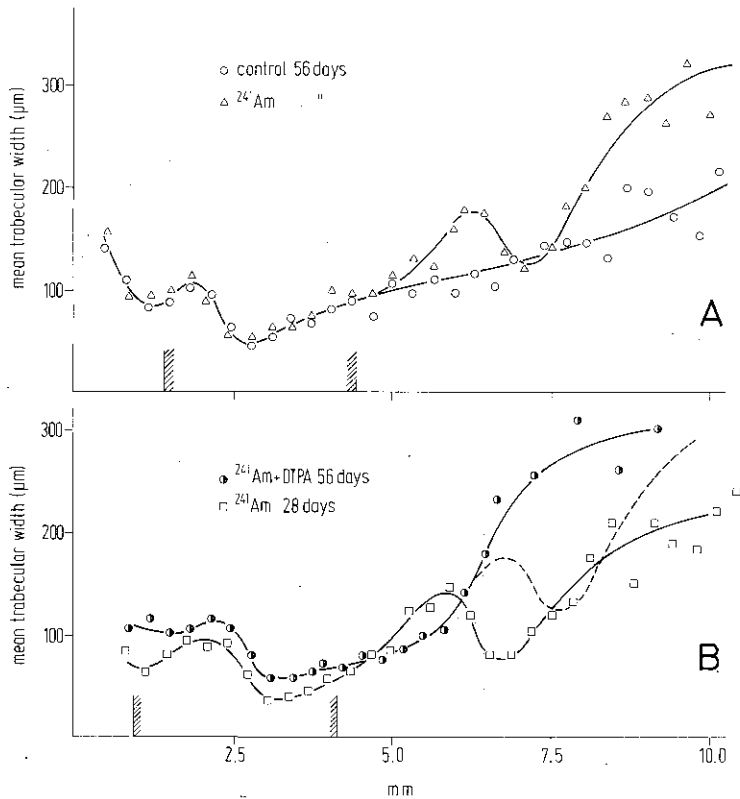 mean trabecular width (µm)
300
200
100
○ control 56 days
△ ²⁴¹Am "
A
mean trabecular width (µm)
300
200
100
◑ ²⁴¹Am + DTPA 56 days
□ ²⁴¹Am 28 days
B
2.5 5.0 7.5 10.0
mm